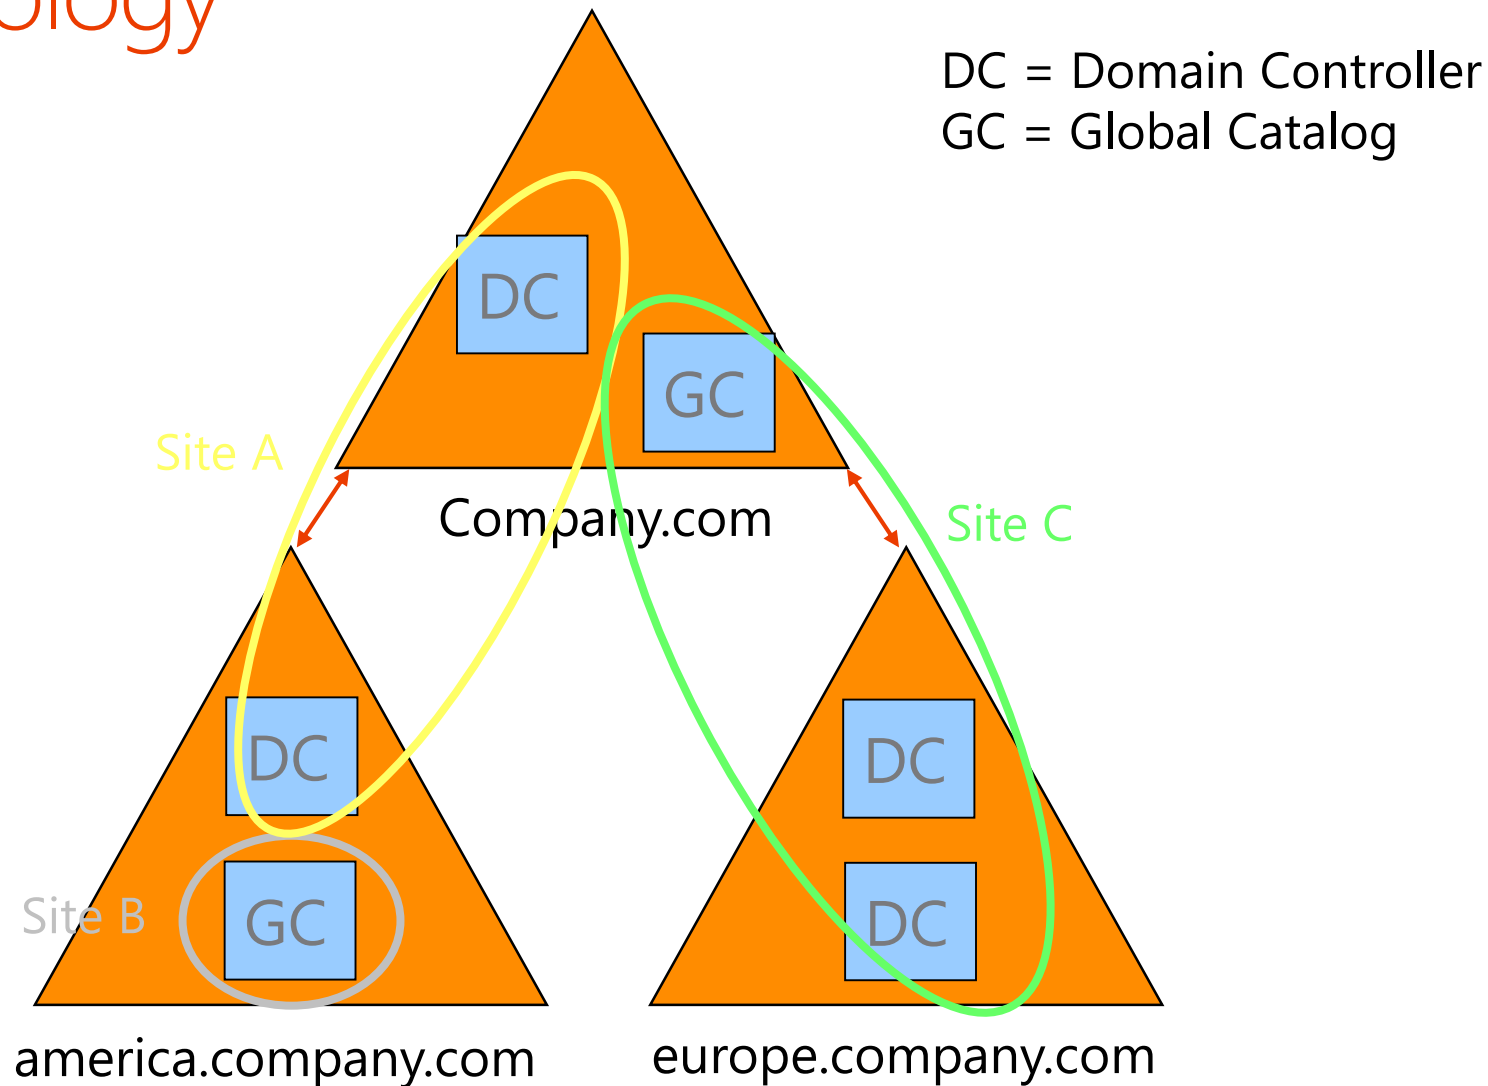 ology
DC = Domain Controller
GC = Global Catalog
DC
GC
Site A
Company.com
Site C
DC
DC
Site B
GC
DC
america.company.com
europe.company.com